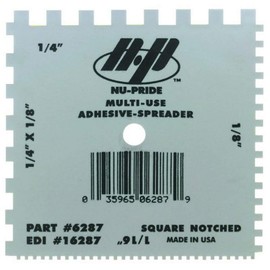 1/4"
NP™
NU-PRIDE
MULTI-USE
ADHESIVE-SPREADER
1/4" X 1/8"
1/8"
0 35965 06287 9
PART #6287 SQUARE NOTCHED
EDI #16287 1/16" MADE IN USA